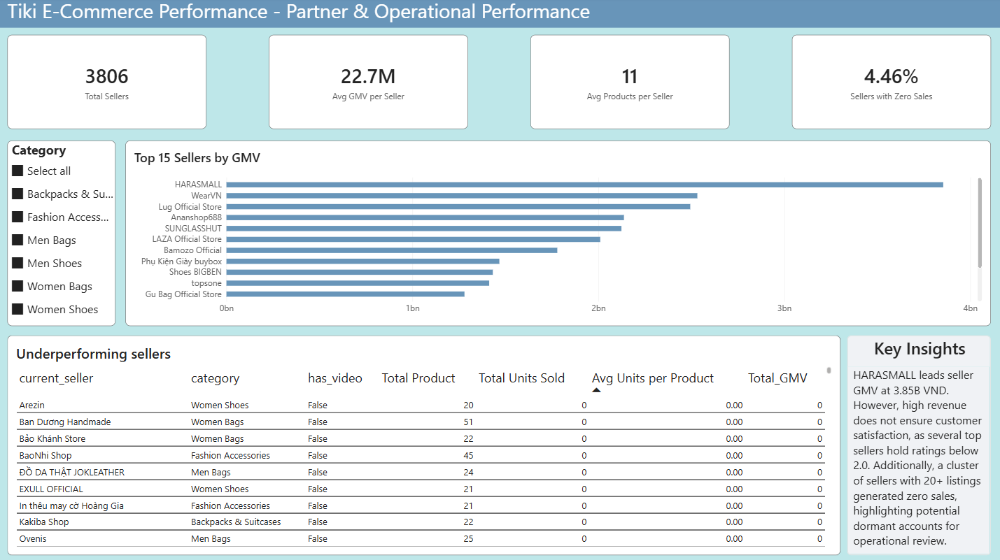 Tiki E-Commerce Performance - Partner & Operational Performance
3806
Total Sellers
22.7M
Avg GMV per Seller
11
Avg Products per Seller
4.46%
Sellers with Zero Sales
Category
Select all
Backpacks & Su...
Fashion Access...
Men Bags
Men Shoes
Women Bags
Women Shoes
Top 15 Sellers by GMV
HARASMALL
WearVN
Lug Official Store
Ananshop688
SUNGLASSHUT
LAZA Official Store
Bamozo Official
Phụ Kiện Giày buybox
Shoes BIGBEN
topsone
Gu Bag Official Store
0bn 1bn 2bn 3bn 4bn
Underperforming sellers
current_seller category has_video Total Product Total Units Sold Avg Units per Product Total_GMV
Arezin Women Shoes False 20 0 0.00 0
Ban Dương Handmade Women Bags False 51 0 0.00 0
Bảo Khánh Store Women Bags False 22 0 0.00 0
BaoNhi Shop Fashion Accessories False 45 0 0.00 0
ĐỒ DA THẬT JOKLEATHER Men Bags False 24 0 0.00 0
EXULL OFFICIAL Women Shoes False 21 0 0.00 0
In thêu may cờ Hoàng Gia Fashion Accessories False 21 0 0.00 0
Kakiba Shop Backpacks & Suitcases False 22 0 0.00 0
Ovenis Men Bags False 25 0 0.00 0
Key Insights
HARASMALL leads seller
GMV at 3.85B VND.
However, high revenue
does not ensure customer
satisfaction, as several top
sellers hold ratings below
2.0. Additionally, a cluster
of sellers with 20+ listings
generated zero sales,
highlighting potential
dormant accounts for
operational review.